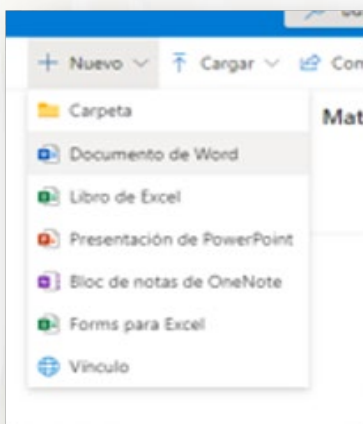 Nuevo Cargar
Carpeta
Mat
Documento de Word
Libro de Excel
Presentación de PowerPoint
Bloc de notas de OneNote
Forms para Excel
Vínculo